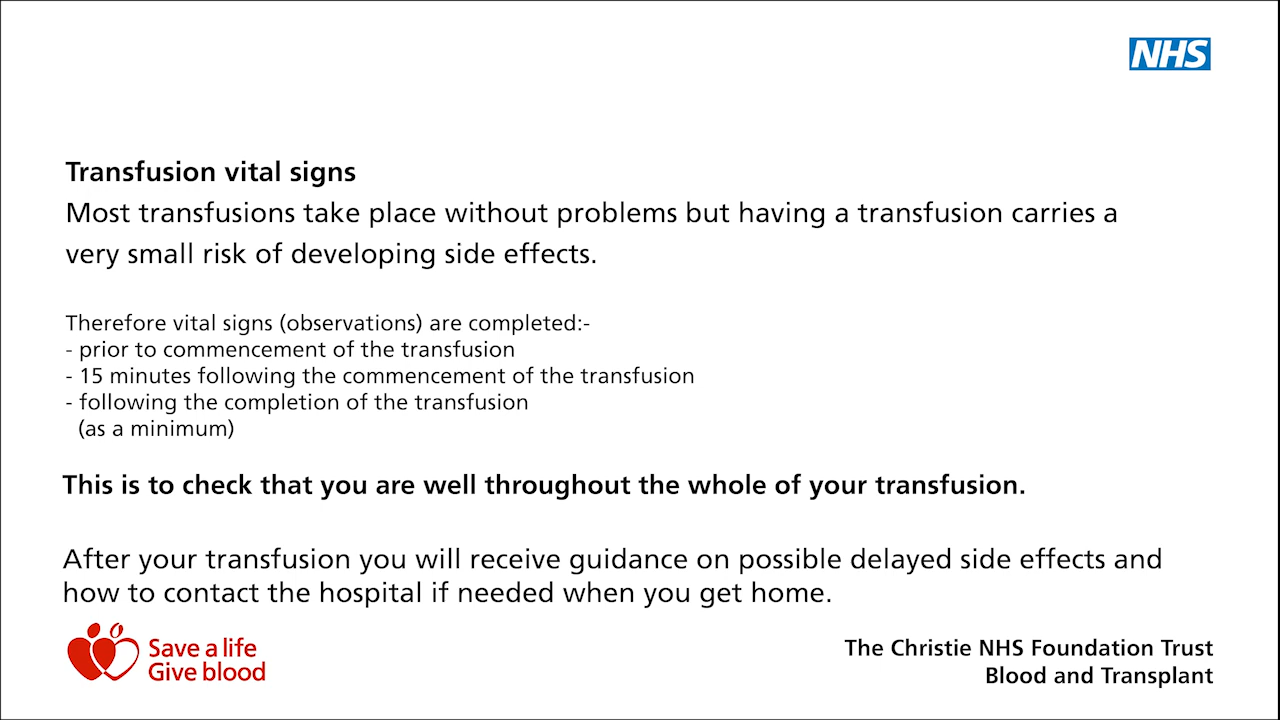 NHS
Transfusion vital signs
Most transfusions take place without problems but having a transfusion carries a
very small risk of developing side effects.
Therefore vital signs (observations) are completed:-
- prior to commencement of the transfusion
- 15 minutes following the commencement of the transfusion
- following the completion of the transfusion
(as a minimum)
This is to check that you are well throughout the whole of your transfusion.
After your transfusion you will receive guidance on possible delayed side effects and
how to contact the hospital if needed when you get home.
Save a life
Give blood
The Christie NHS Foundation Trust
Blood and Transplant